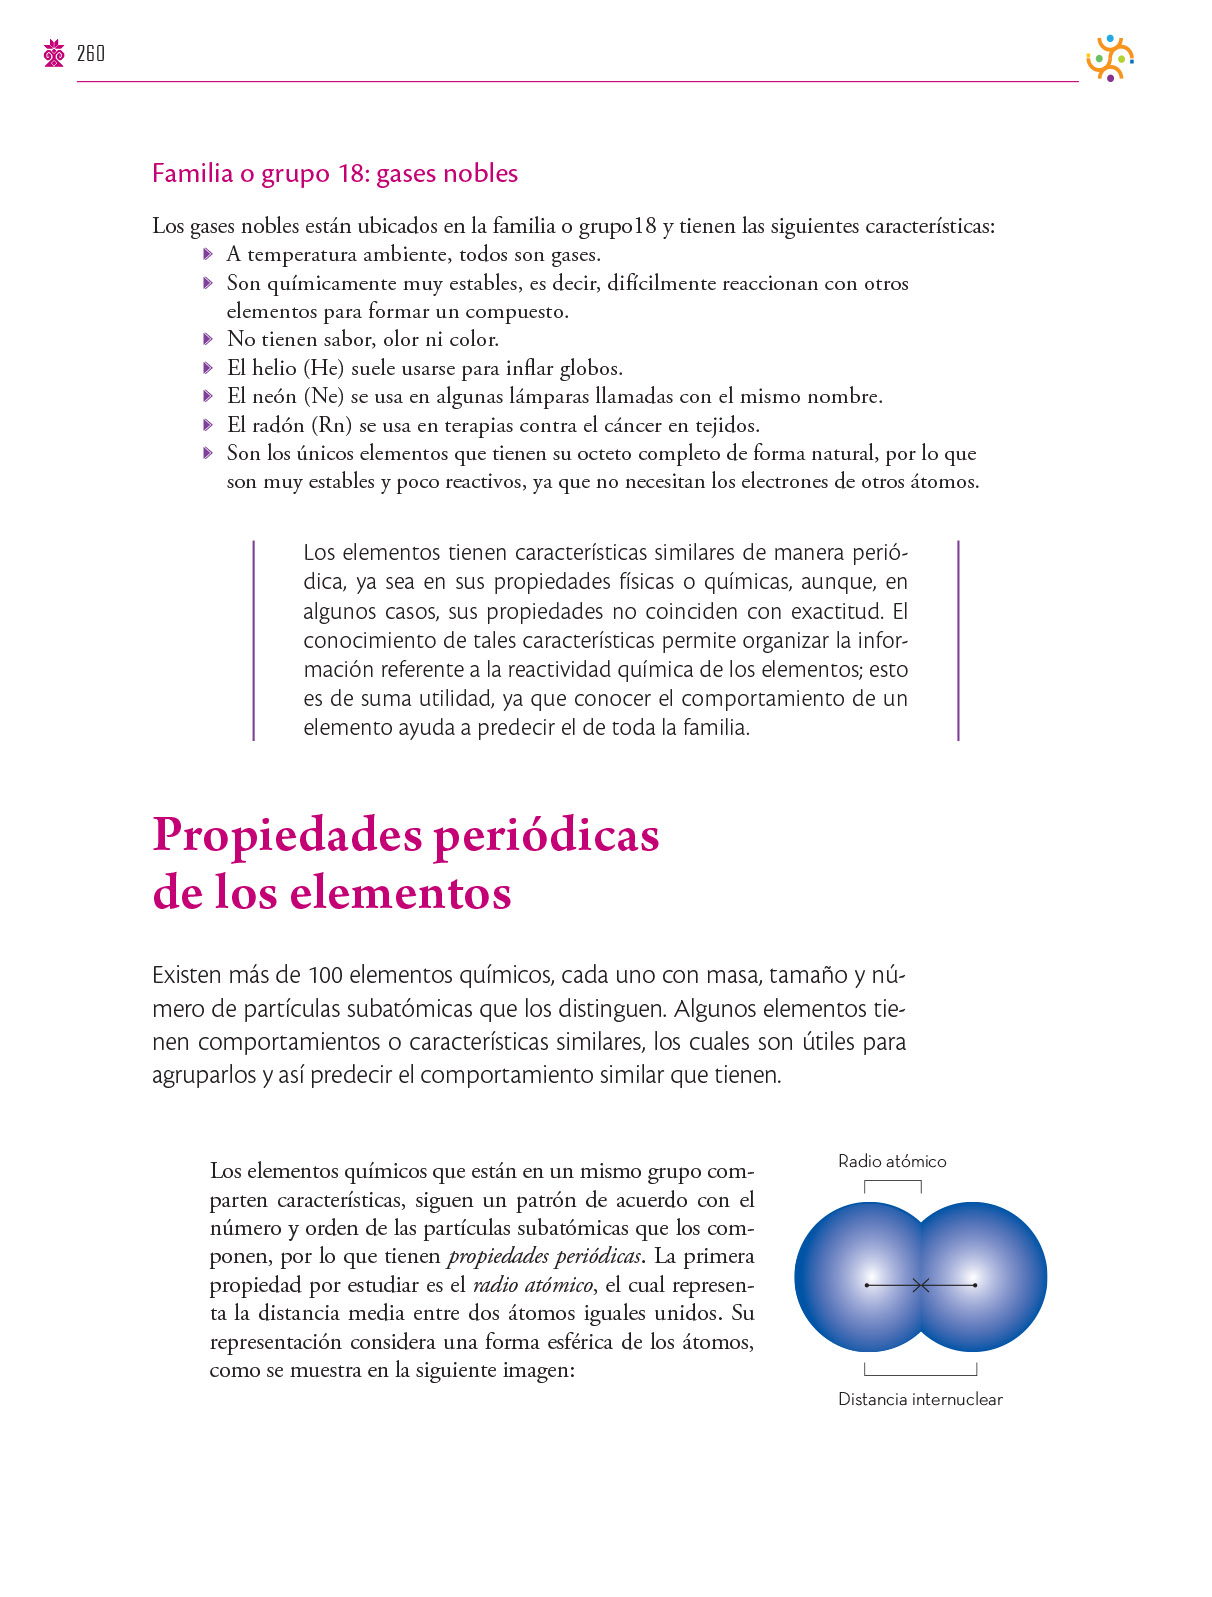 260
Familia o grupo 18: gases nobles
Los gases nobles están ubicados en la familia o grupo18 y tienen las siguientes características:
A temperatura ambiente, todos son gases.
Son químicamente muy estables, es decir, difícilmente reaccionan con otros
elementos para formar un compuesto.
No tienen sabor, olor ni color.
El helio (He) suele usarse para inflar globos.
El neón (Ne) se usa en algunas lámparas llamadas con el mismo nombre.
El radón (Rn) se usa en terapias contra el cáncer en tejidos.
Son los únicos elementos que tienen su octeto completo de forma natural, por lo que
son muy estables y poco reactivos, ya que no necesitan los electrones de otros átomos.
Los elementos tienen características similares de manera perió-
dica, ya sea en sus propiedades físicas o químicas, aunque, en
algunos casos, sus propiedades no coinciden con exactitud. El
conocimiento de tales características permite organizar la infor-
mación referente a la reactividad química de los elementos; esto
es de suma utilidad, ya que conocer el comportamiento de un
elemento ayuda a predecir el de toda la familia.
Propiedades periódicas
de los elementos
Existen más de 100 elementos químicos, cada uno con masa, tamaño y nú-
mero de partículas subatómicas que los distinguen. Algunos elementos tie-
nen comportamientos o características similares, los cuales son útiles para
agruparlos y así predecir el comportamiento similar que tienen.
Los elementos químicos que están en un mismo grupo com-
parten características, siguen un patrón de acuerdo con el
número y orden de las partículas subatómicas que los com-
ponen, por lo que tienen propiedades periódicas. La primera
propiedad por estudiar es el radio atómico, el cual represen-
ta la distancia media entre dos átomos iguales unidos. Su
representación considera una forma esférica de los átomos,
como se muestra en la siguiente imagen:
Radio atómico
Distancia internuclear